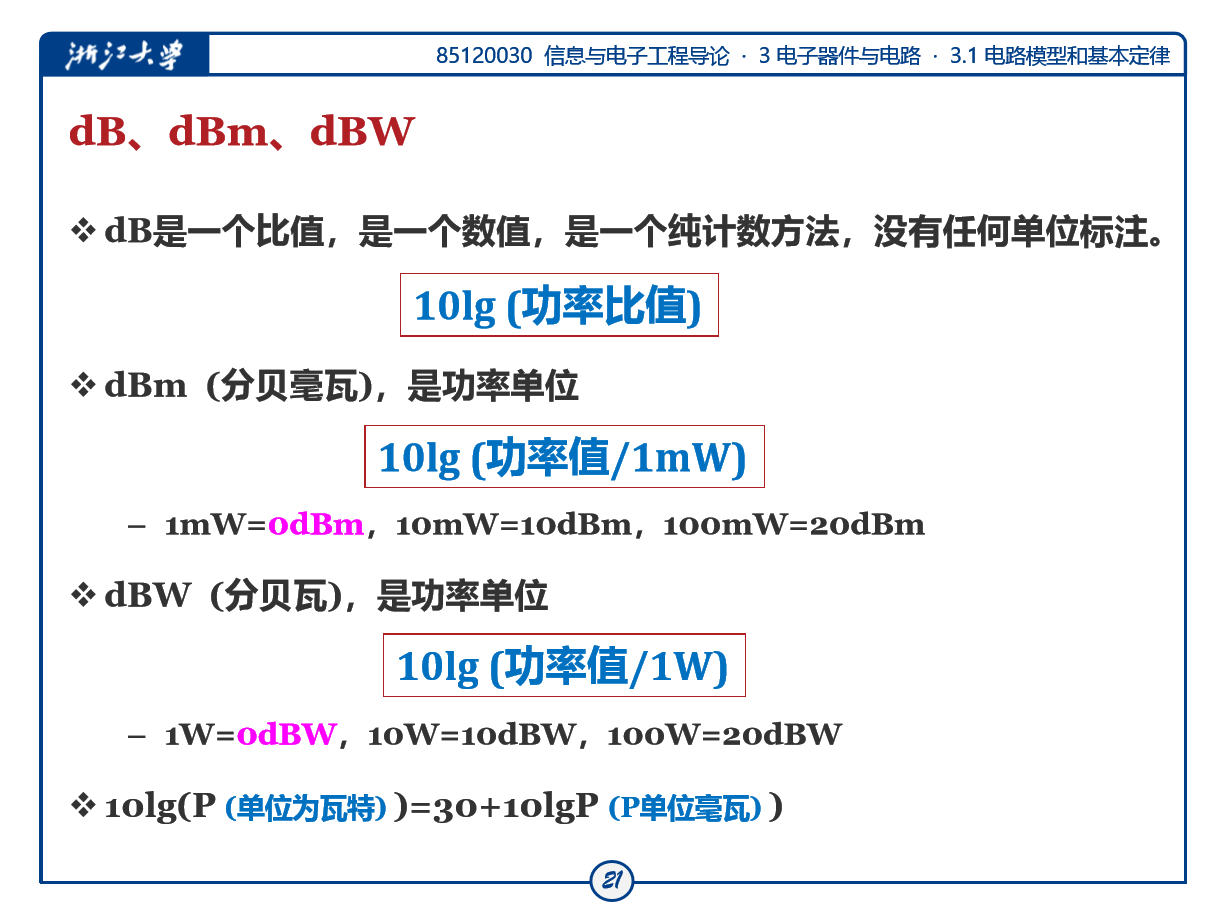 浙江大学
85120030 信息与电子工程导论 · 3 电子器件与电路 · 3.1 电路模型和基本定律
dB、dBm、dBW
❖ dB是一个比值，是一个数值，是一个纯计数方法，没有任何单位标注。
10lg (功率比值)
❖ dBm (分贝毫瓦)，是功率单位
10lg (功率值/1mW)
– 1mW=0dBm，10mW=10dBm，100mW=20dBm
❖ dBW (分贝瓦)，是功率单位
10lg (功率值/1W)
– 1W=0dBW，10W=10dBW，100W=20dBW
❖ 10lg(P (单位为瓦特) )=30+10lgP (P单位毫瓦) )
21